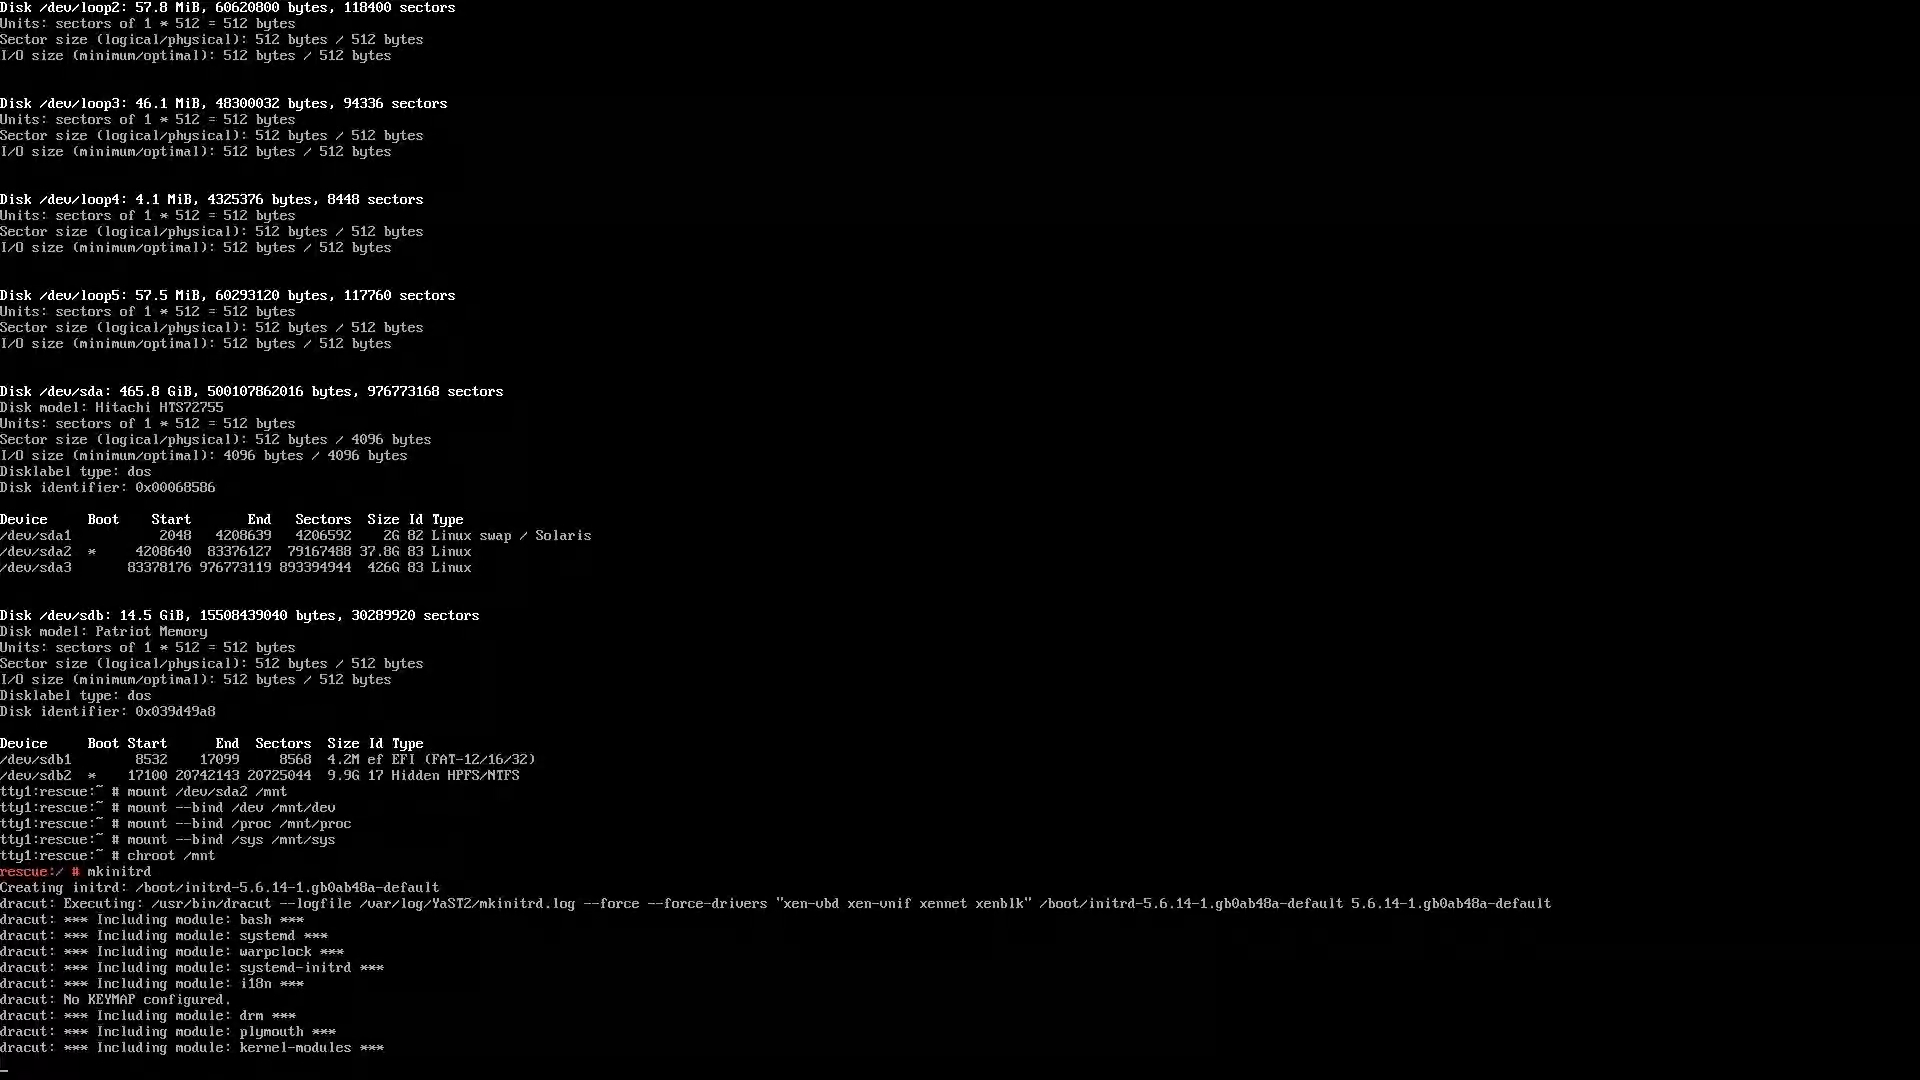 Disk /dev/loop2: 57.8 MiB, 60620800 bytes, 118400 sectors
Units: sectors of 1 * 512 = 512 bytes
Sector size (logical/physical): 512 bytes / 512 bytes
I/O size (minimum/optimal): 512 bytes / 512 bytes
Disk /dev/loop3: 46.1 MiB, 48300032 bytes, 94336 sectors
Units: sectors of 1 * 512 = 512 bytes
Sector size (logical/physical): 512 bytes / 512 bytes
I/O size (minimum/optimal): 512 bytes / 512 bytes
Disk /dev/loop4: 4.1 MiB, 4325376 bytes, 8448 sectors
Units: sectors of 1 * 512 = 512 bytes
Sector size (logical/physical): 512 bytes / 512 bytes
I/O size (minimum/optimal): 512 bytes / 512 bytes
Disk /dev/loop5: 57.5 MiB, 60293120 bytes, 117760 sectors
Units: sectors of 1 * 512 = 512 bytes
Sector size (logical/physical): 512 bytes / 512 bytes
I/O size (minimum/optimal): 512 bytes / 512 bytes
Disk /dev/sda: 465.8 GiB, 500107862016 bytes, 976773168 sectors
Disk model: Hitachi HTS72755
Units: sectors of 1 * 512 = 512 bytes
Sector size (logical/physical): 512 bytes / 4096 bytes
I/O size (minimum/optimal): 4096 bytes / 4096 bytes
Disklabel type: dos
Disk identifier: 0x00068586
Device     Boot    Start       End   Sectors  Size Id Type
/dev/sda1           2048   4208639   4206592    2G 82 Linux swap / Solaris
/dev/sda2  *     4208640  83376127  79167488 37.8G 83 Linux
/dev/sda3       83378176 976773119 893394944  426G 83 Linux
Disk /dev/sdb: 14.5 GiB, 15508439040 bytes, 30289920 sectors
Disk model: Patriot Memory
Units: sectors of 1 * 512 = 512 bytes
Sector size (logical/physical): 512 bytes / 512 bytes
I/O size (minimum/optimal): 512 bytes / 512 bytes
Disklabel type: dos
Disk identifier: 0x039d49a8
Device     Boot Start      End  Sectors  Size Id Type
/dev/sdb1        8532    17099     8568  4.2M ef EFI (FAT-12/16/32)
/dev/sdb2  *    17100 20742143 20725044  9.9G 17 Hidden HPFS/NTFS
tty1:rescue:~ # mount /dev/sda2 /mnt
tty1:rescue:~ # mount --bind /dev /mnt/dev
tty1:rescue:~ # mount --bind /proc /mnt/proc
tty1:rescue:~ # mount --bind /sys /mnt/sys
tty1:rescue:~ # chroot /mnt
rescue:/ # mkinitrd
Creating initrd: /boot/initrd-5.6.14-1.gb0ab48a-default
dracut: Executing: /usr/bin/dracut --logfile /var/log/YaST2/mkinitrd.log --force --force-drivers "xen-vbd xen-vnif xennet xenblk" /boot/initrd-5.6.14-1.gb0ab48a-default 5.6.14-1.gb0ab48a-default
dracut: *** Including module: bash ***
dracut: *** Including module: systemd ***
dracut: *** Including module: warpclock ***
dracut: *** Including module: systemd-initrd ***
dracut: *** Including module: i18n ***
dracut: No KEYMAP configured.
dracut: *** Including module: drm ***
dracut: *** Including module: plymouth ***
dracut: *** Including module: kernel-modules ***
_